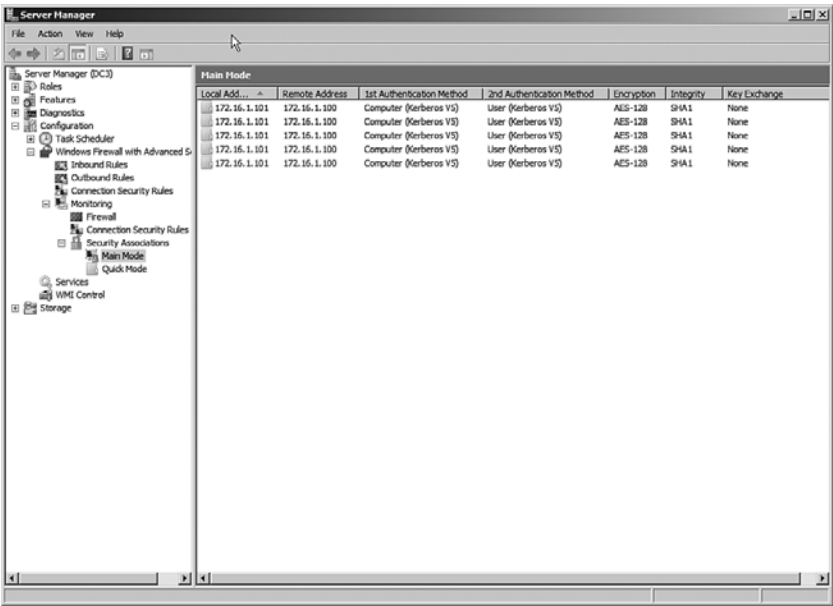 Server Manager
File Action View Help
Server Manager (DC3)
Roles
Features
Diagnostics
Configuration
Task Scheduler
Windows Firewall with Advanced S
Inbound Rules
Outbound Rules
Connection Security Rules
Monitoring
Firewall
Connection Security Rules
Security Associations
Main Mode
Quick Mode
Services
WMI Control
Storage
Main Mode
Local Add... Remote Address 1st Authentication Method 2nd Authentication Method Encryption Integrity Key Exchange
172.16.1.101 172.16.1.100 Computer (Kerberos V5) User (Kerberos V5) AES-128 SHA1 None
172.16.1.101 172.16.1.100 Computer (Kerberos V5) User (Kerberos V5) AES-128 SHA1 None
172.16.1.101 172.16.1.100 Computer (Kerberos V5) User (Kerberos V5) AES-128 SHA1 None
172.16.1.101 172.16.1.100 Computer (Kerberos V5) User (Kerberos V5) AES-128 SHA1 None
172.16.1.101 172.16.1.100 Computer (Kerberos V5) User (Kerberos V5) AES-128 SHA1 None